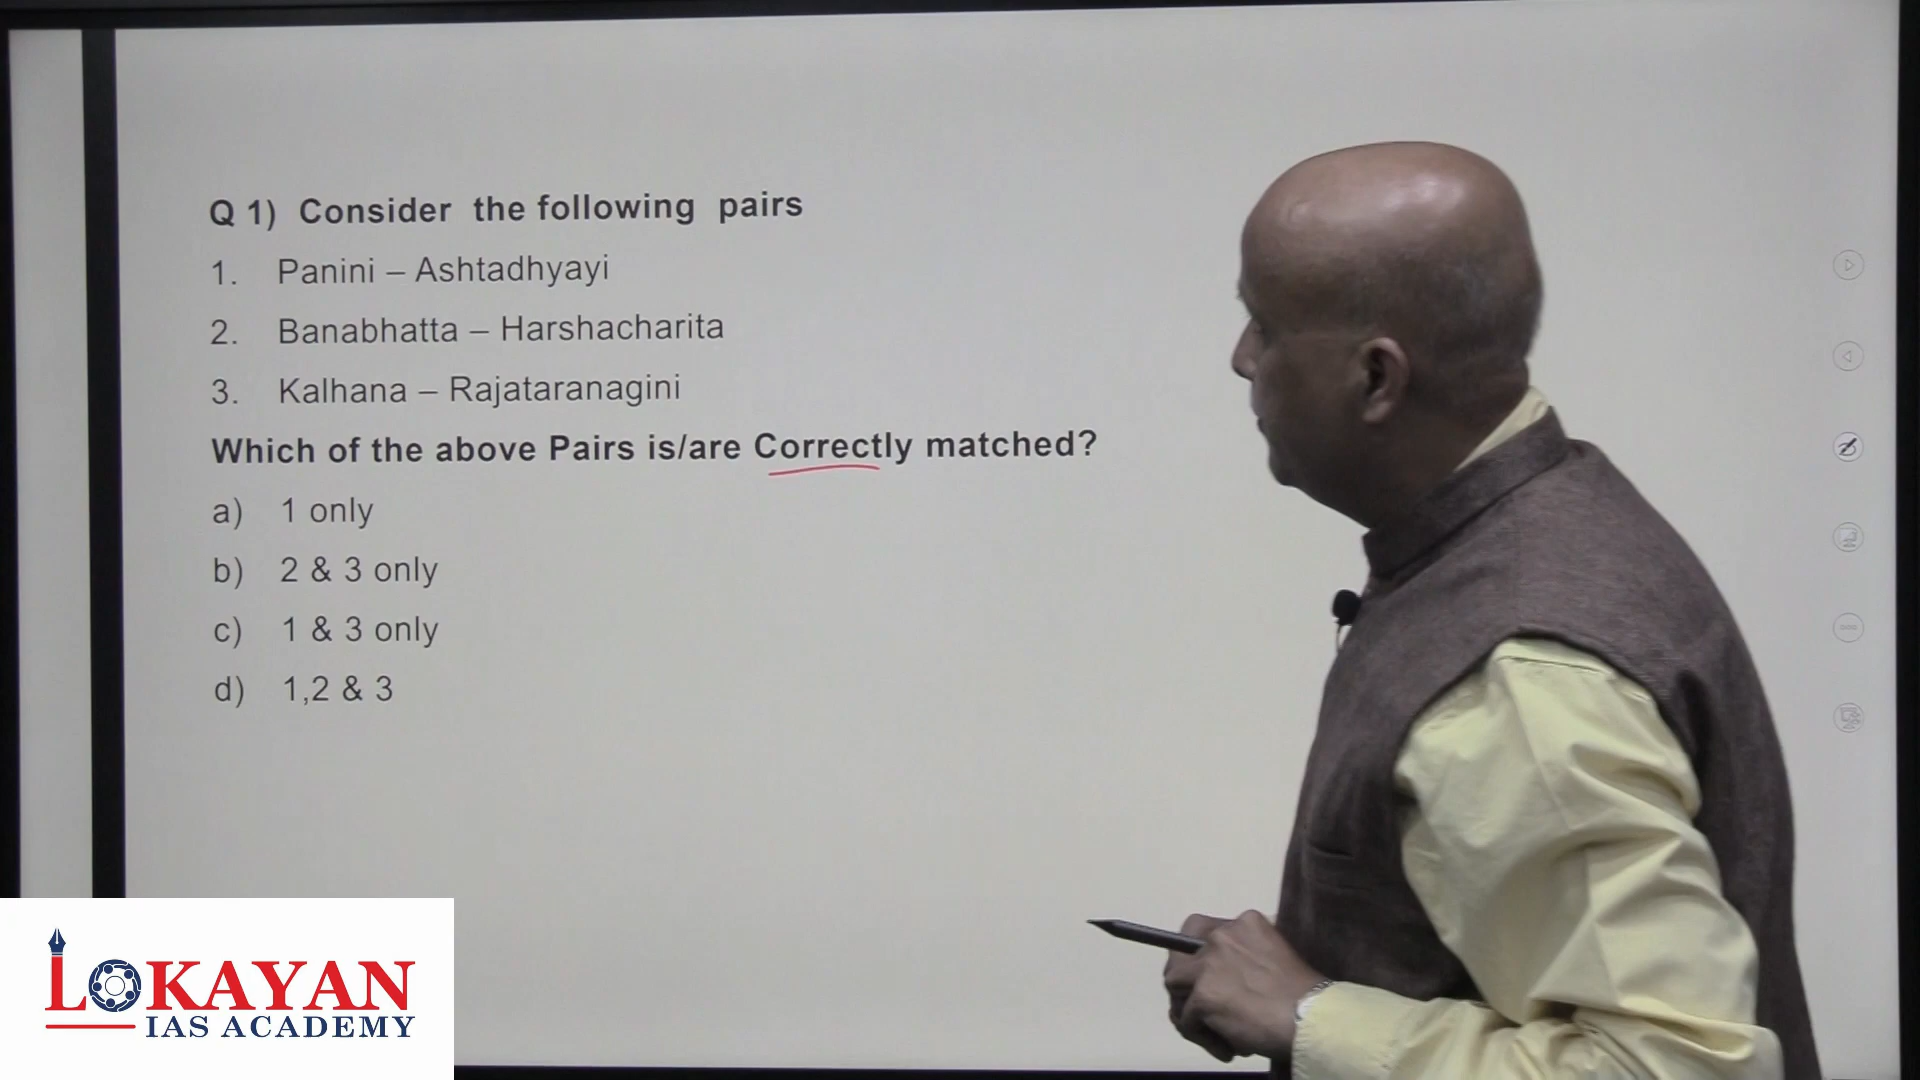 Q 1) Consider the following pairs
1. Panini – Ashtadhyayi
2. Banabhatta – Harshacharita
3. Kalhana – Rajataranagini
Which of the above Pairs is/are Correctly matched?
a) 1 only
b) 2 & 3 only
c) 1 & 3 only
d) 1,2 & 3
LOKAYAN
IAS ACADEMY